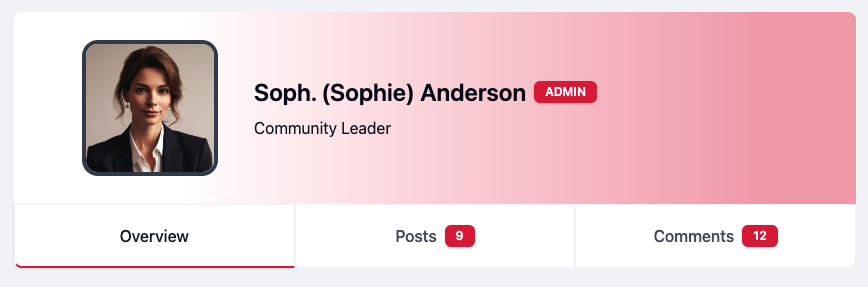 Soph. (Sophie) Anderson ADMIN
Community Leader
Overview Posts 9 Comments 12